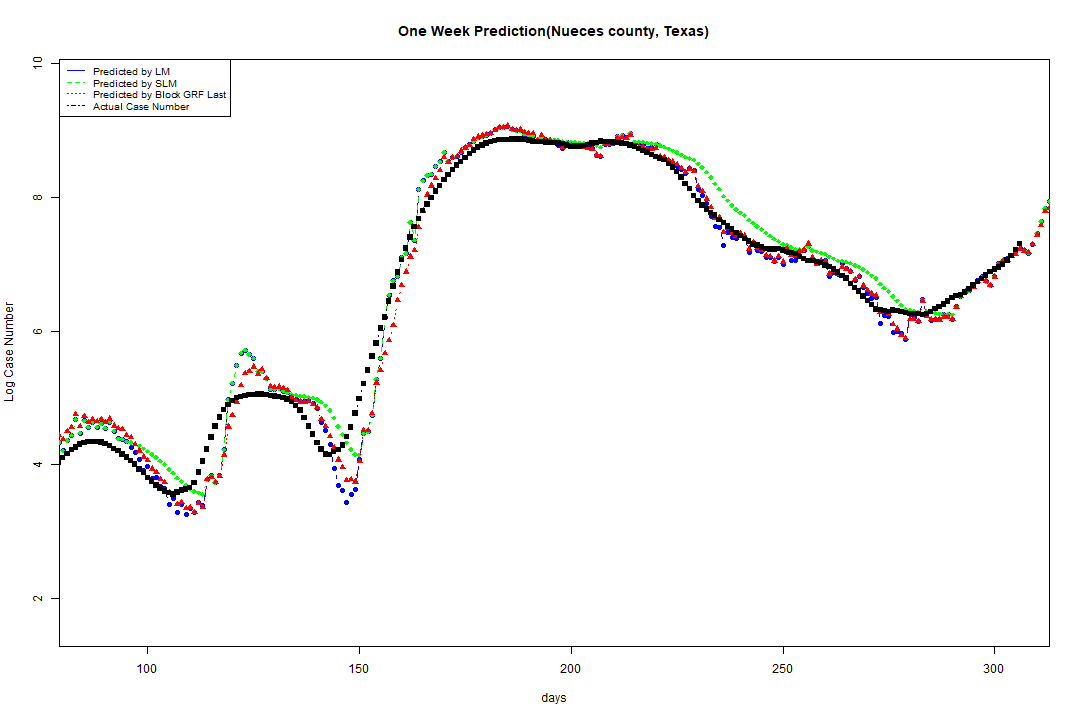 One Week Prediction(Nueces county, Texas)
Predicted by LM
Predicted by SLM
Predicted by Block GRF Last
Actual Case Number
Log Case Number
10
8
6
4
2
100 150 200 250 300
days